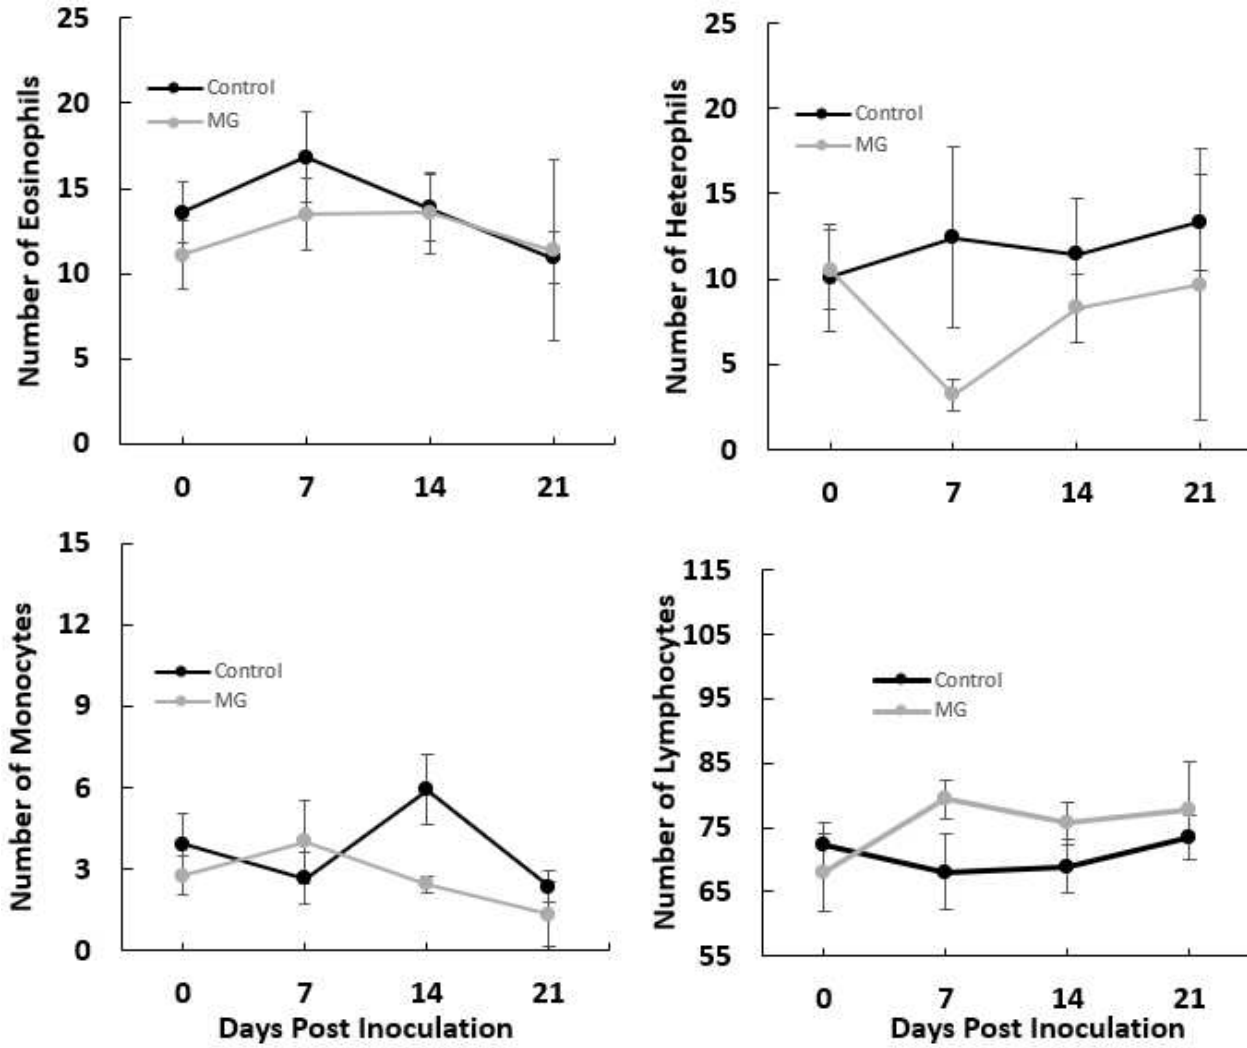 Number of Eosinophils
25
20
15
10
5
0
Control
MG
0 7 14 21
Number of Heterophils
25
20
15
10
5
0
Control
MG
0 7 14 21
Number of Monocytes
15
12
9
6
3
0
Control
MG
0 7 14 21
Days Post Inoculation
Number of Lymphocytes
115
105
95
85
75
65
55
Control
MG
0 7 14 21
Days Post Inoculation